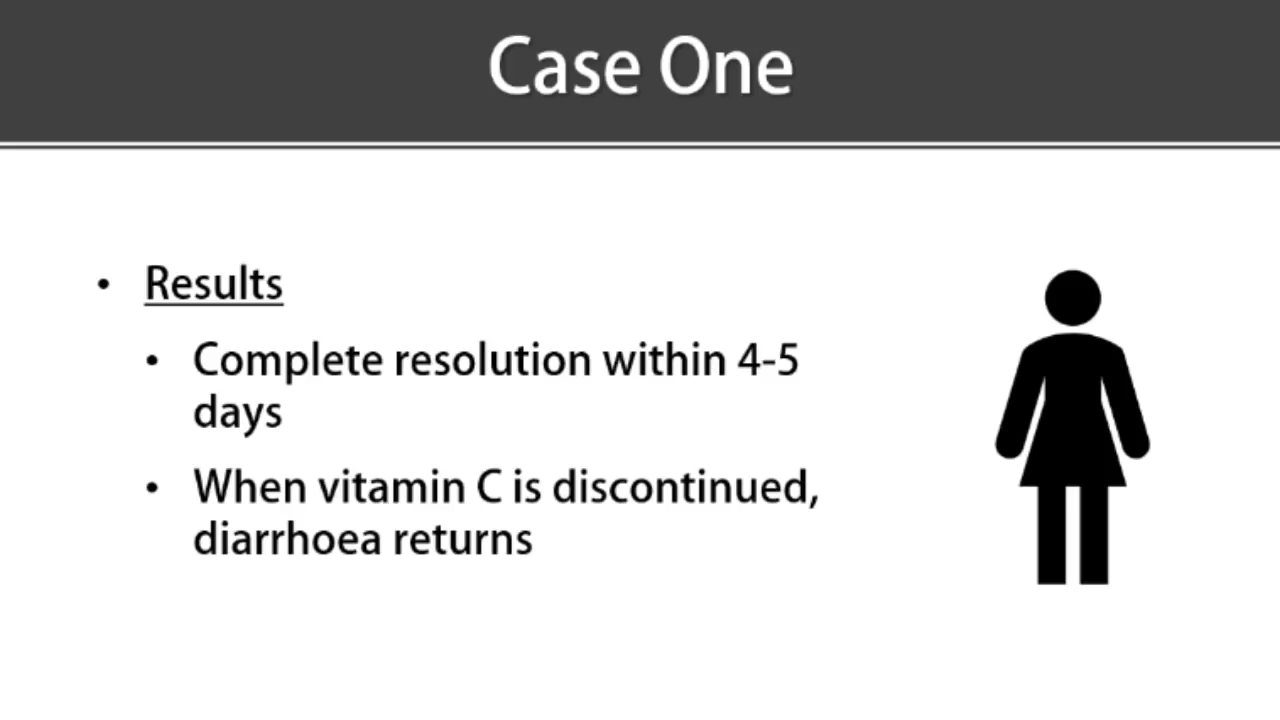 Case One
• Results
• Complete resolution within 4-5
days
• When vitamin C is discontinued,
diarrhoea returns